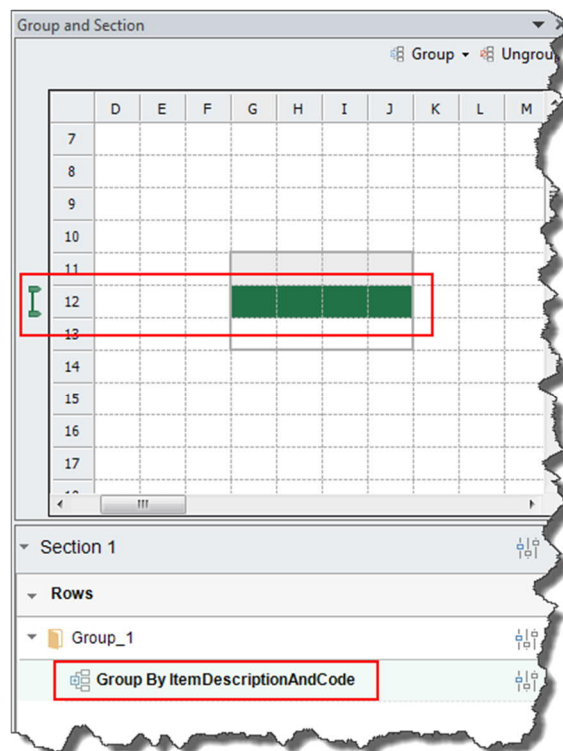 Group and Section
Group Ungroup
D E F G H I J K L M
7
8
9
10
11
12
13
14
15
16
17
Section 1
Rows
Group_1
Group By ItemDescriptionAndCode